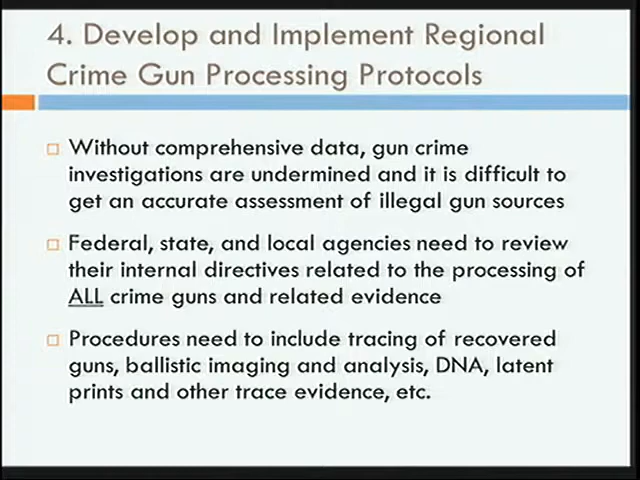 4. Develop and Implement Regional
Crime Gun Processing Protocols
Without comprehensive data, gun crime
investigations are undermined and it is difficult to
get an accurate assessment of illegal gun sources
Federal, state, and local agencies need to review
their internal directives related to the processing of
ALL crime guns and related evidence
Procedures need to include tracing of recovered
guns, ballistic imaging and analysis, DNA, latent
prints and other trace evidence, etc.